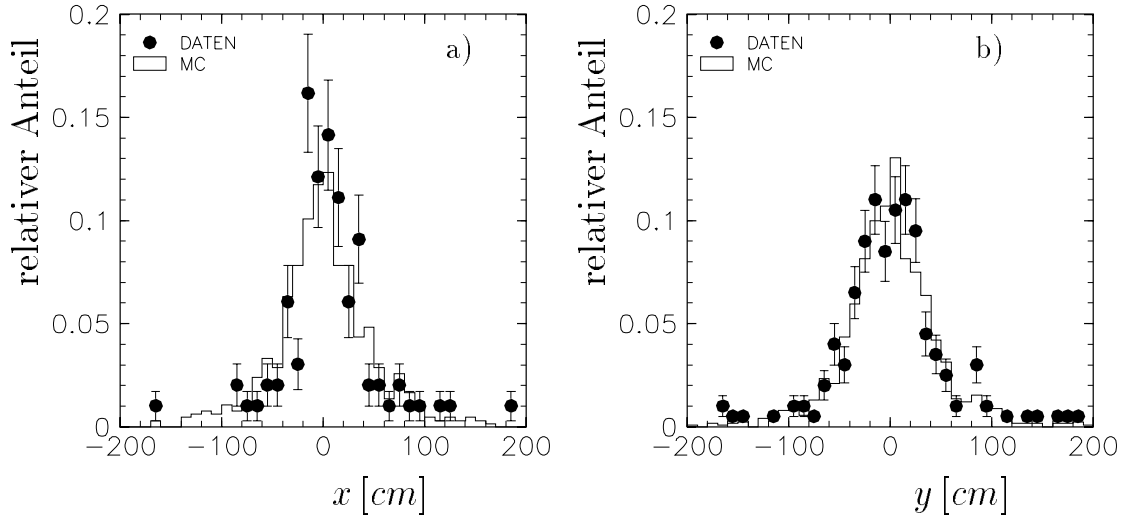 0.2
0.15
0.1
0.05
0
relativer Anteil
DATEN
MC
a)
−200 −100 0 100 200
x [cm]
0.2
0.15
0.1
0.05
0
relativer Anteil
DATEN
MC
b)
−200 −100 0 100 200
y [cm]